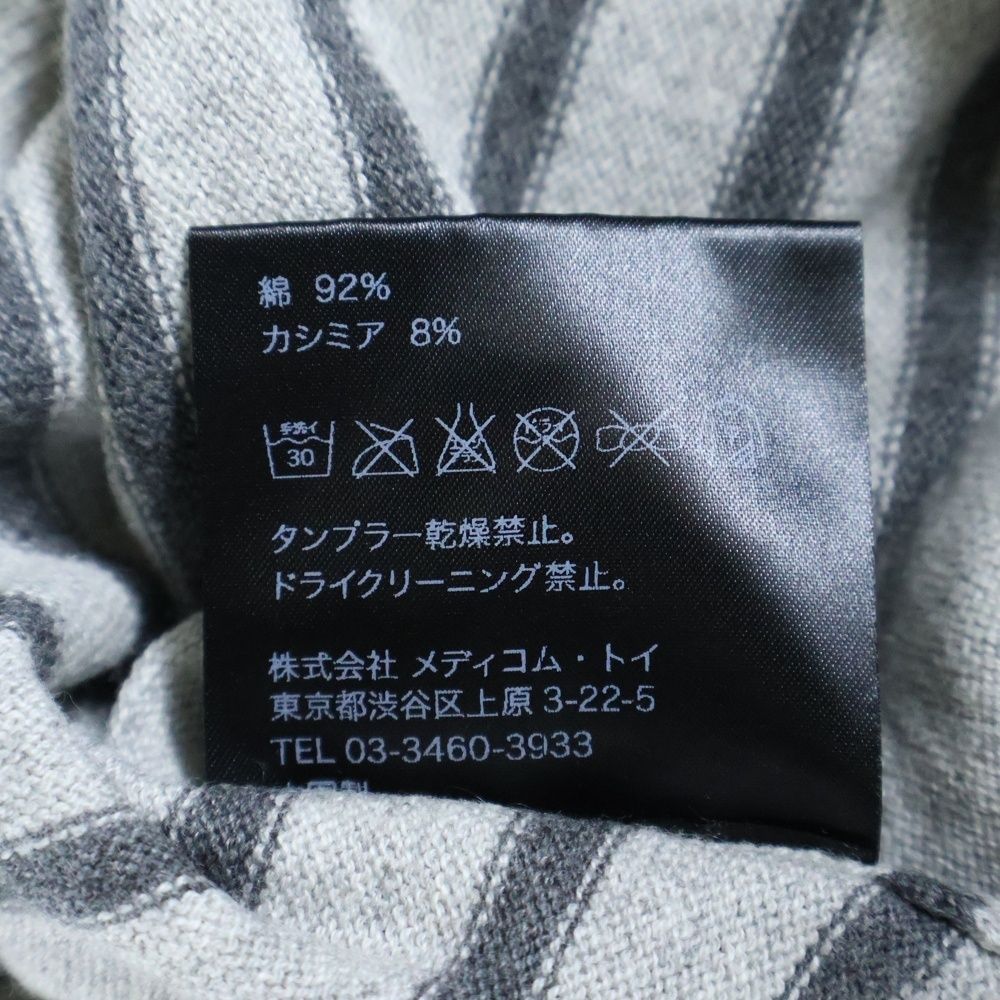 綿 92%
カシミア 8%
手洗イ
30
ドライ
タンブラー乾燥禁止。
ドライクリーニング禁止。
株式会社 メディコム・トイ
東京都渋谷区上原 3-22-5
TEL 03-3460-3933